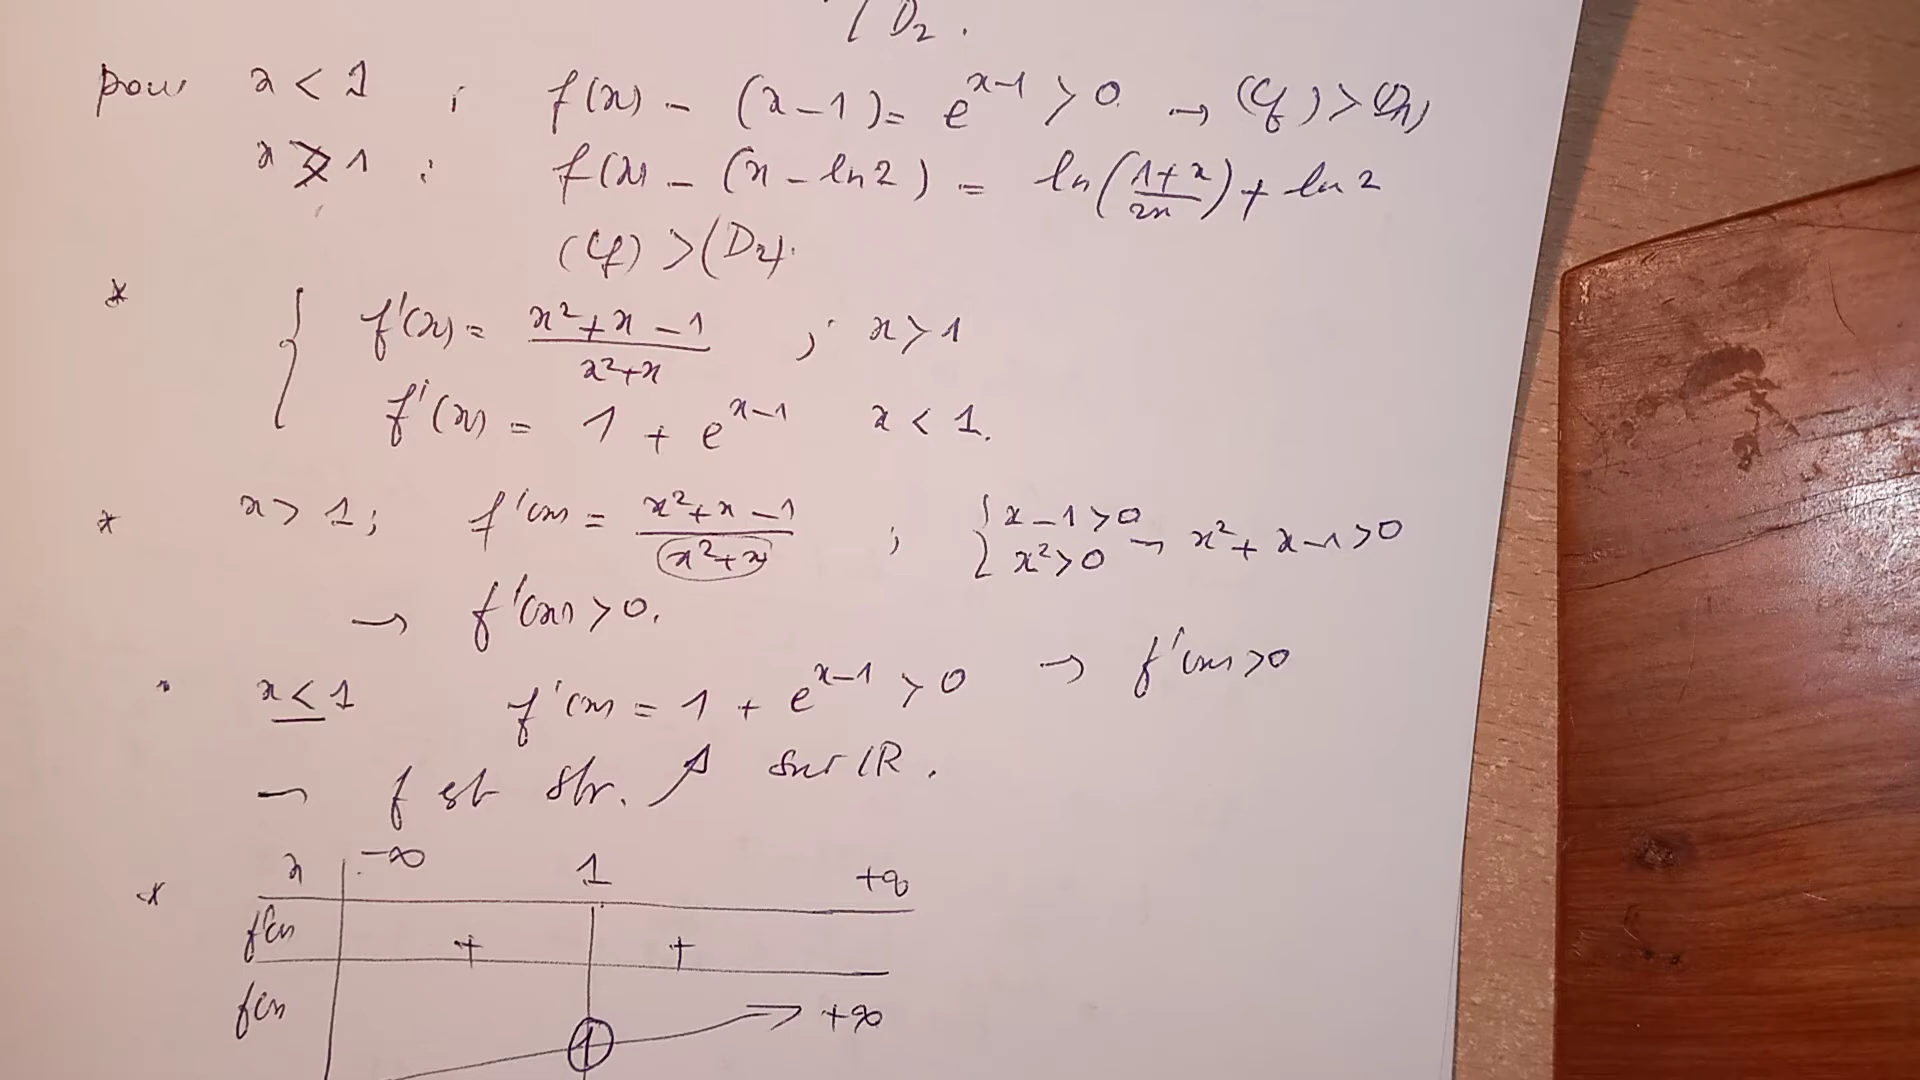 / D₂.
pour x < 1 ; f(x) - (x-1) = e^{x-1} > 0 → (Cf) > (D₁)
x ⩾ 1 : f(x) - (x - ln2) = ln((1+x)/2x) + ln 2
(Cf) > (D₂).
* { f'(x) = (x²+x-1)/(x²+x) ; x > 1
f'(x) = 1 + e^{x-1} x < 1.
* x > 1 ; f'(x) = (x²+x-1)/(x²+x) ; { x-1>0 x²>0 → x²+x-1>0
→ f'(x) > 0.
• x < 1 f'(x) = 1 + e^{x-1} > 0 → f'(x) > 0
→ f est str. ↗ sur IR.
* x -∞ 1 +∞
f'(x) + +
f(x) 1 +∞